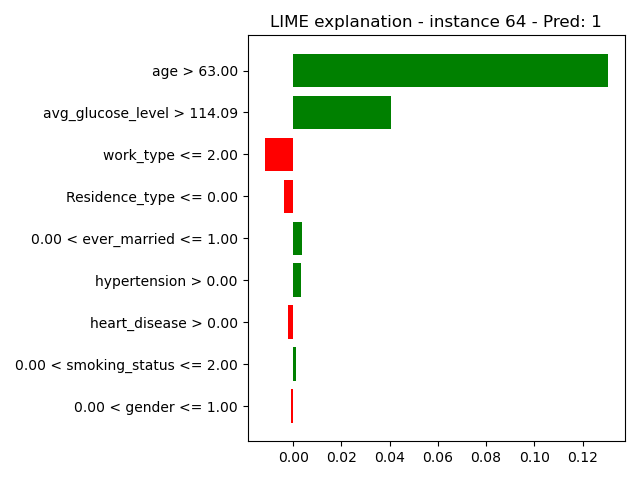 LIME explanation - instance 64 - Pred: 1
age > 63.00
avg_glucose_level > 114.09
work_type <= 2.00
Residence_type <= 0.00
0.00 < ever_married <= 1.00
hypertension > 0.00
heart_disease > 0.00
0.00 < smoking_status <= 2.00
0.00 < gender <= 1.00
0.00 0.02 0.04 0.06 0.08 0.10 0.12